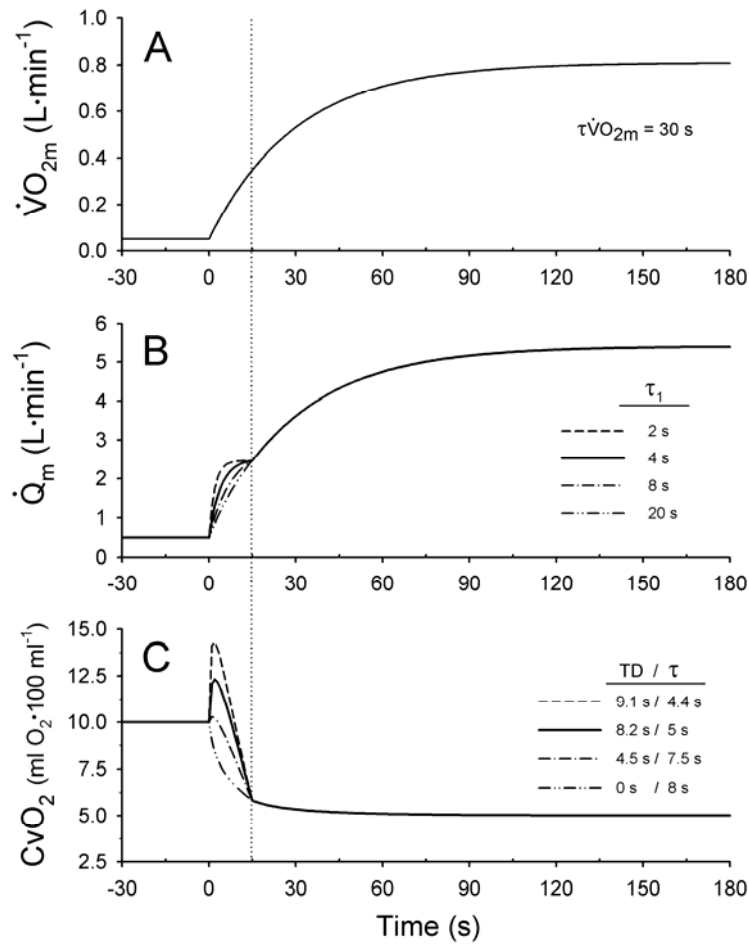 A
V̇O₂ₘ (L·min⁻¹)
1.0
0.8
0.6
0.4
0.2
0.0
τV̇O₂ₘ = 30 s
-30 0 30 60 90 120 150 180
B
Q̇ₘ (L·min⁻¹)
6
5
4
3
2
1
0
τ₁
2 s
4 s
8 s
20 s
-30 0 30 60 90 120 150 180
C
CvO₂ (ml O₂·100 ml⁻¹)
15.0
12.5
10.0
7.5
5.0
2.5
TD / τ
9.1 s / 4.4 s
8.2 s / 5 s
4.5 s / 7.5 s
0 s / 8 s
-30 0 30 60 90 120 150 180
Time (s)